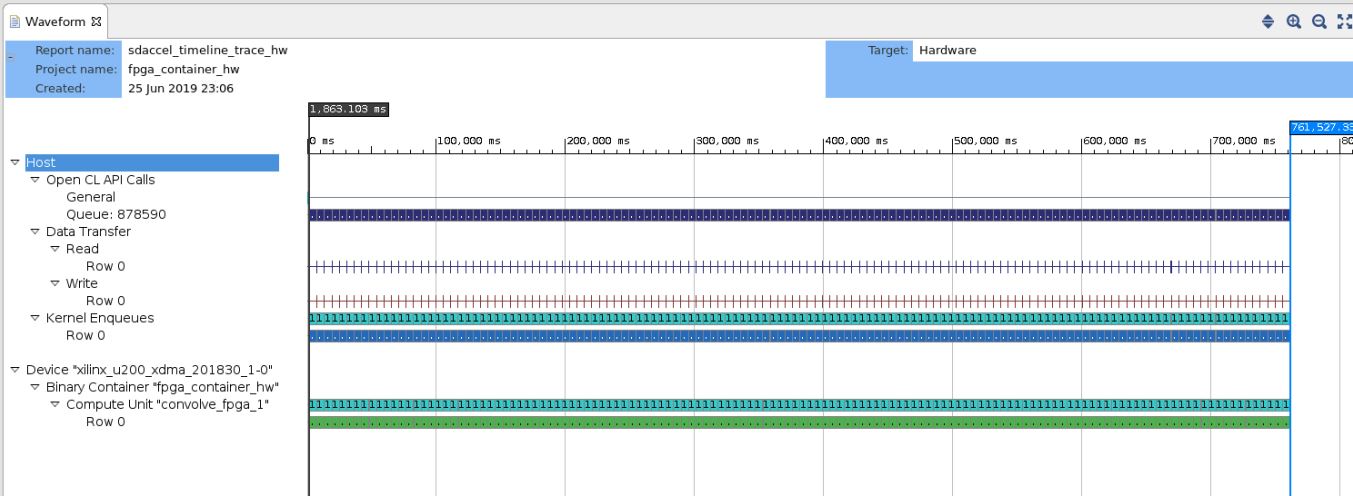 Waveform
Report name: sdaccel_timeline_trace_hw
Target: Hardware
Project name: fpga_container_hw
Created: 25 Jun 2019 23:06
1,863.103 ms
761,527.33
0 ms 100,000 ms 200,000 ms 300,000 ms 400,000 ms 500,000 ms 600,000 ms 700,000 ms 80
Host
Open CL API Calls
General
Queue: 878590
Data Transfer
Read
Row 0
Write
Row 0
Kernel Enqueues
Row 0
Device "xilinx_u200_xdma_201830_1-0"
Binary Container "fpga_container_hw"
Compute Unit "convolve_fpga_1"
Row 0